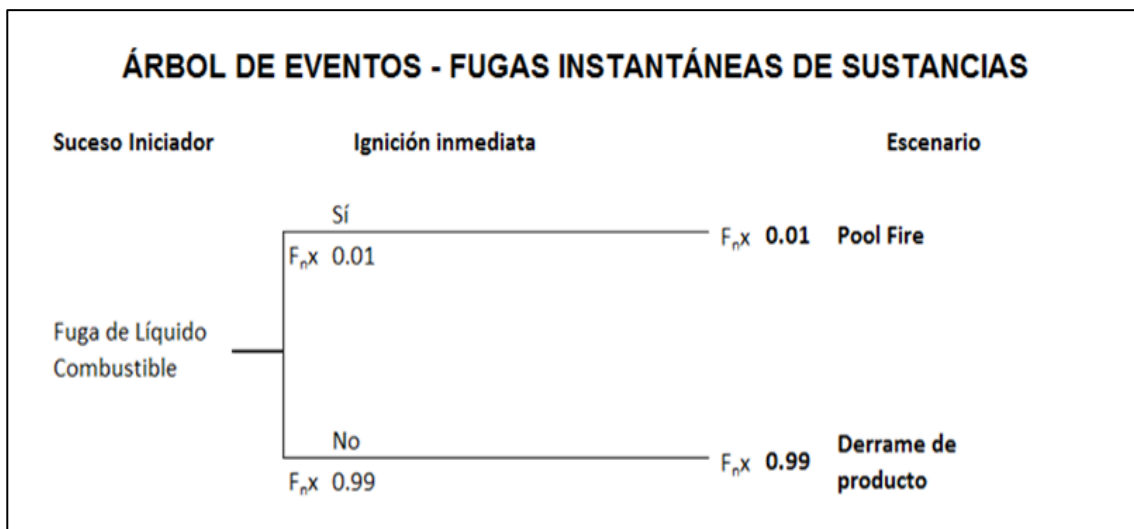 ÁRBOL DE EVENTOS - FUGAS INSTANTÁNEAS DE SUSTANCIAS
Suceso Iniciador Ignición inmediata Escenario
Sí
Fₙx 0.01 Fₙx 0.01 Pool Fire
Fuga de Líquido
Combustible
No
Fₙx 0.99 Fₙx 0.99 Derrame de
producto